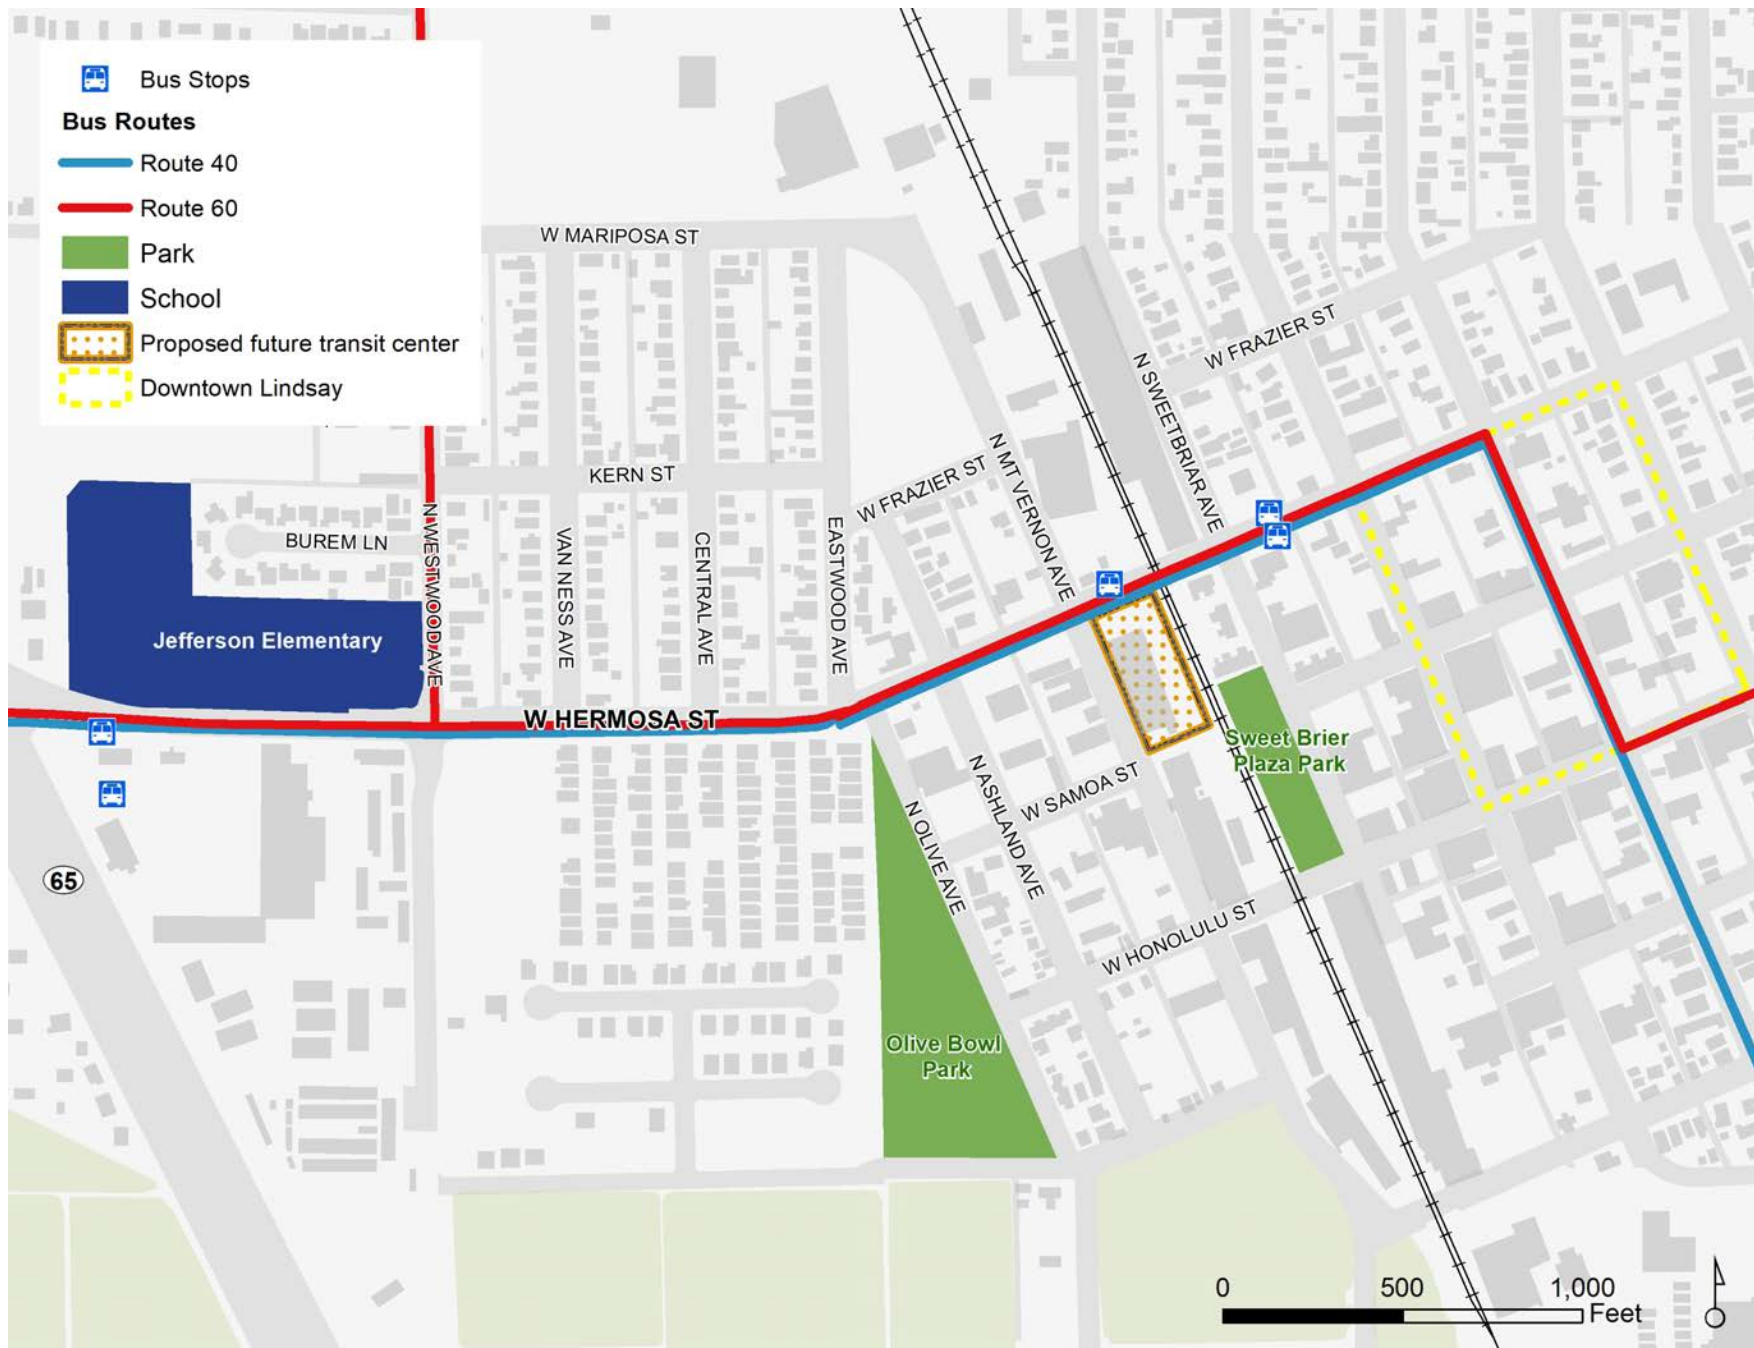 Bus Stops
Bus Routes
Route 40
Route 60
Park
School
Proposed future transit center
Downtown Lindsay
W MARIPOSA ST
W FRAZIER ST
N SWEETBRIAR AVE
KERN ST
W FRAZIER ST
N MT VERNON AVE
BUREM LN
N WESTWOOD AVE
VAN NESS AVE
CENTRAL AVE
EASTWOOD AVE
Jefferson Elementary
W HERMOSA ST
Sweet Brier
Plaza Park
W SAMOA ST
N ASHLAND AVE
N OLIVE AVE
65
W HONOLULU ST
Olive Bowl
Park
0 500 1,000
Feet